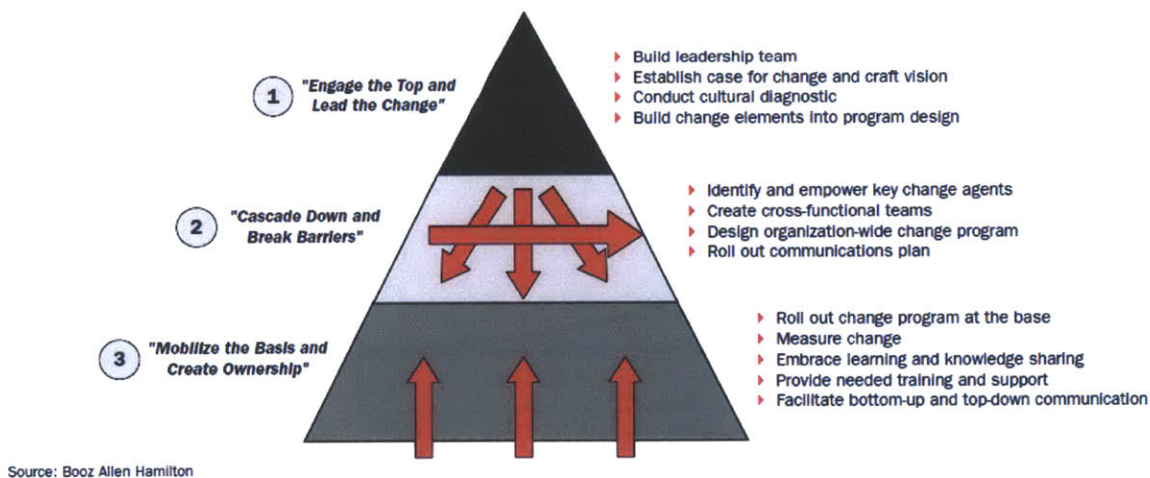 1
"Engage the Top and
Lead the Change"
Build leadership team
Establish case for change and craft vision
Conduct cultural diagnostic
Build change elements into program design
2
"Cascade Down and
Break Barriers"
Identify and empower key change agents
Create cross-functional teams
Design organization-wide change program
Roll out communications plan
3
"Mobilize the Basis and
Create Ownership"
Roll out change program at the base
Measure change
Embrace learning and knowledge sharing
Provide needed training and support
Facilitate bottom-up and top-down communication
Source: Booz Allen Hamilton